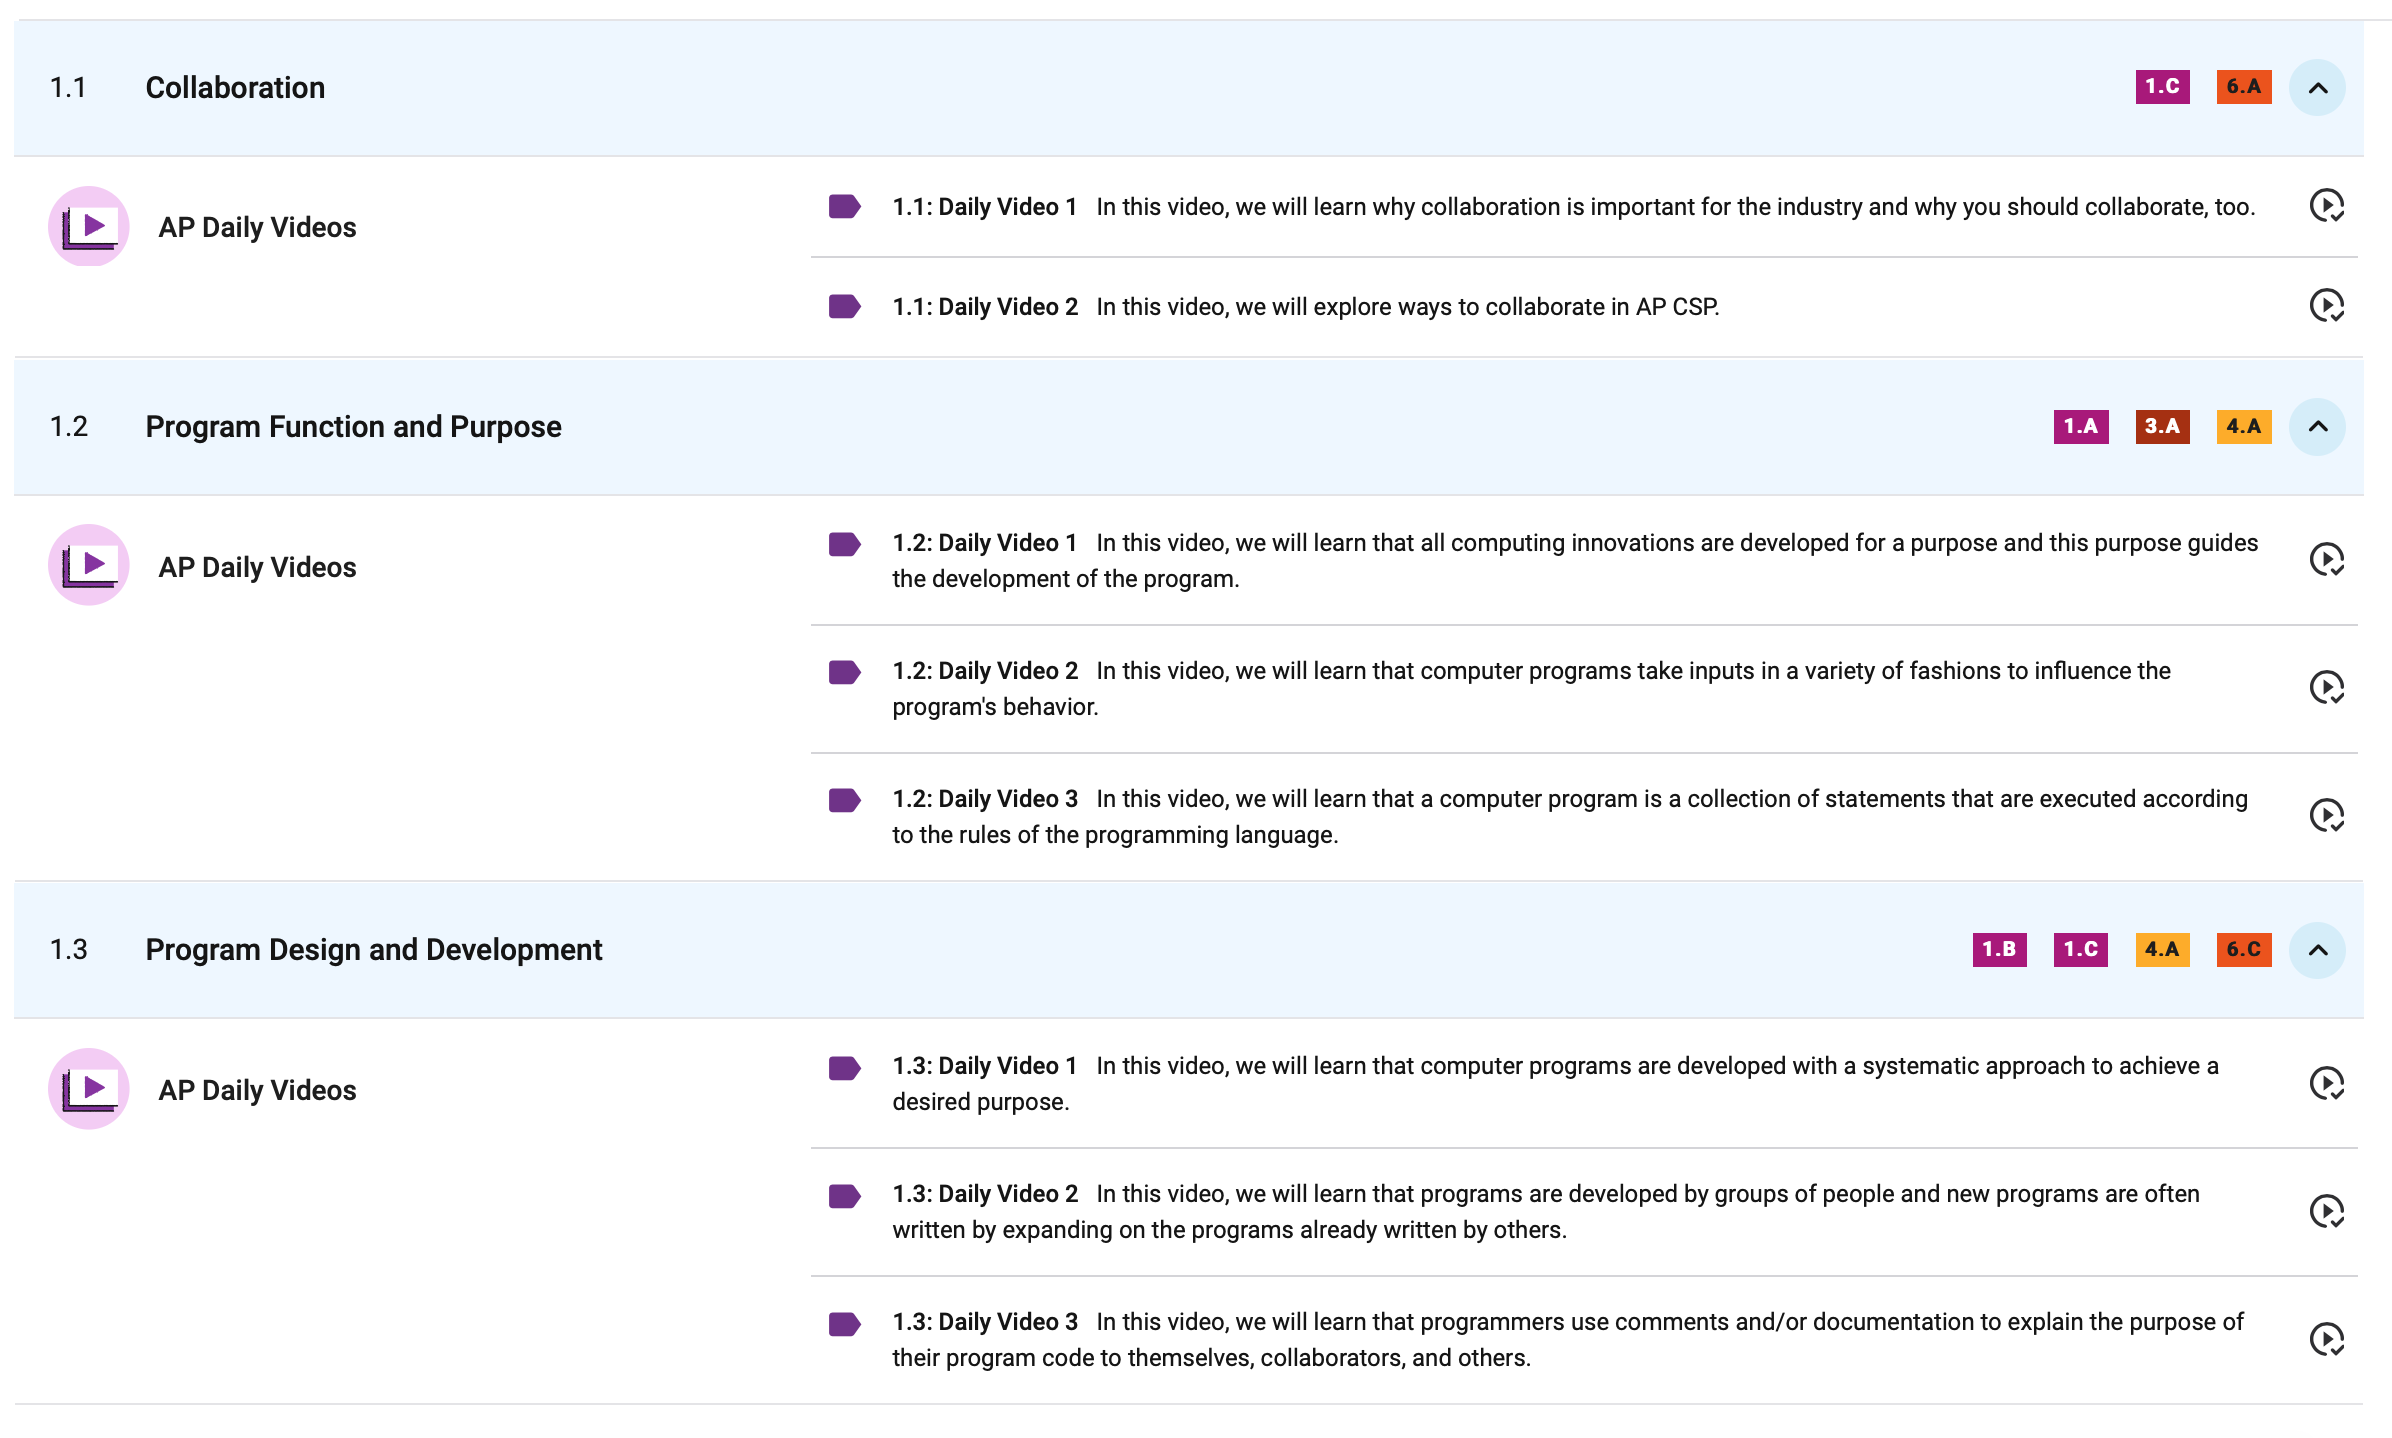 1.1 Collaboration 1.C 6.A
AP Daily Videos
1.1: Daily Video 1 In this video, we will learn why collaboration is important for the industry and why you should collaborate, too.
1.1: Daily Video 2 In this video, we will explore ways to collaborate in AP CSP.
1.2 Program Function and Purpose 1.A 3.A 4.A
AP Daily Videos
1.2: Daily Video 1 In this video, we will learn that all computing innovations are developed for a purpose and this purpose guides
the development of the program.
1.2: Daily Video 2 In this video, we will learn that computer programs take inputs in a variety of fashions to influence the
program's behavior.
1.2: Daily Video 3 In this video, we will learn that a computer program is a collection of statements that are executed according
to the rules of the programming language.
1.3 Program Design and Development 1.B 1.C 4.A 6.C
AP Daily Videos
1.3: Daily Video 1 In this video, we will learn that computer programs are developed with a systematic approach to achieve a
desired purpose.
1.3: Daily Video 2 In this video, we will learn that programs are developed by groups of people and new programs are often
written by expanding on the programs already written by others.
1.3: Daily Video 3 In this video, we will learn that programmers use comments and/or documentation to explain the purpose of
their program code to themselves, collaborators, and others.